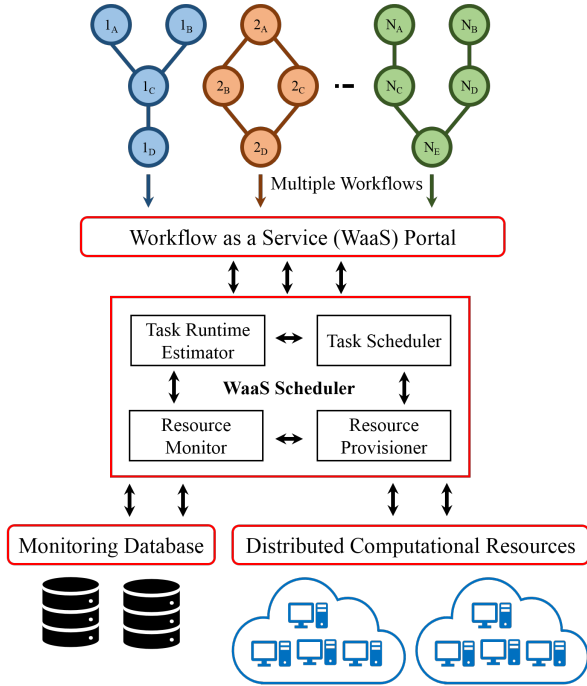 1A 1B 2A NA NB
1C 2B 2C NC ND
1D 2D NE
Multiple Workflows
Workflow as a Service (WaaS) Portal
Task Runtime
Estimator
Task Scheduler
WaaS Scheduler
Resource
Monitor
Resource
Provisioner
Monitoring Database
Distributed Computational Resources